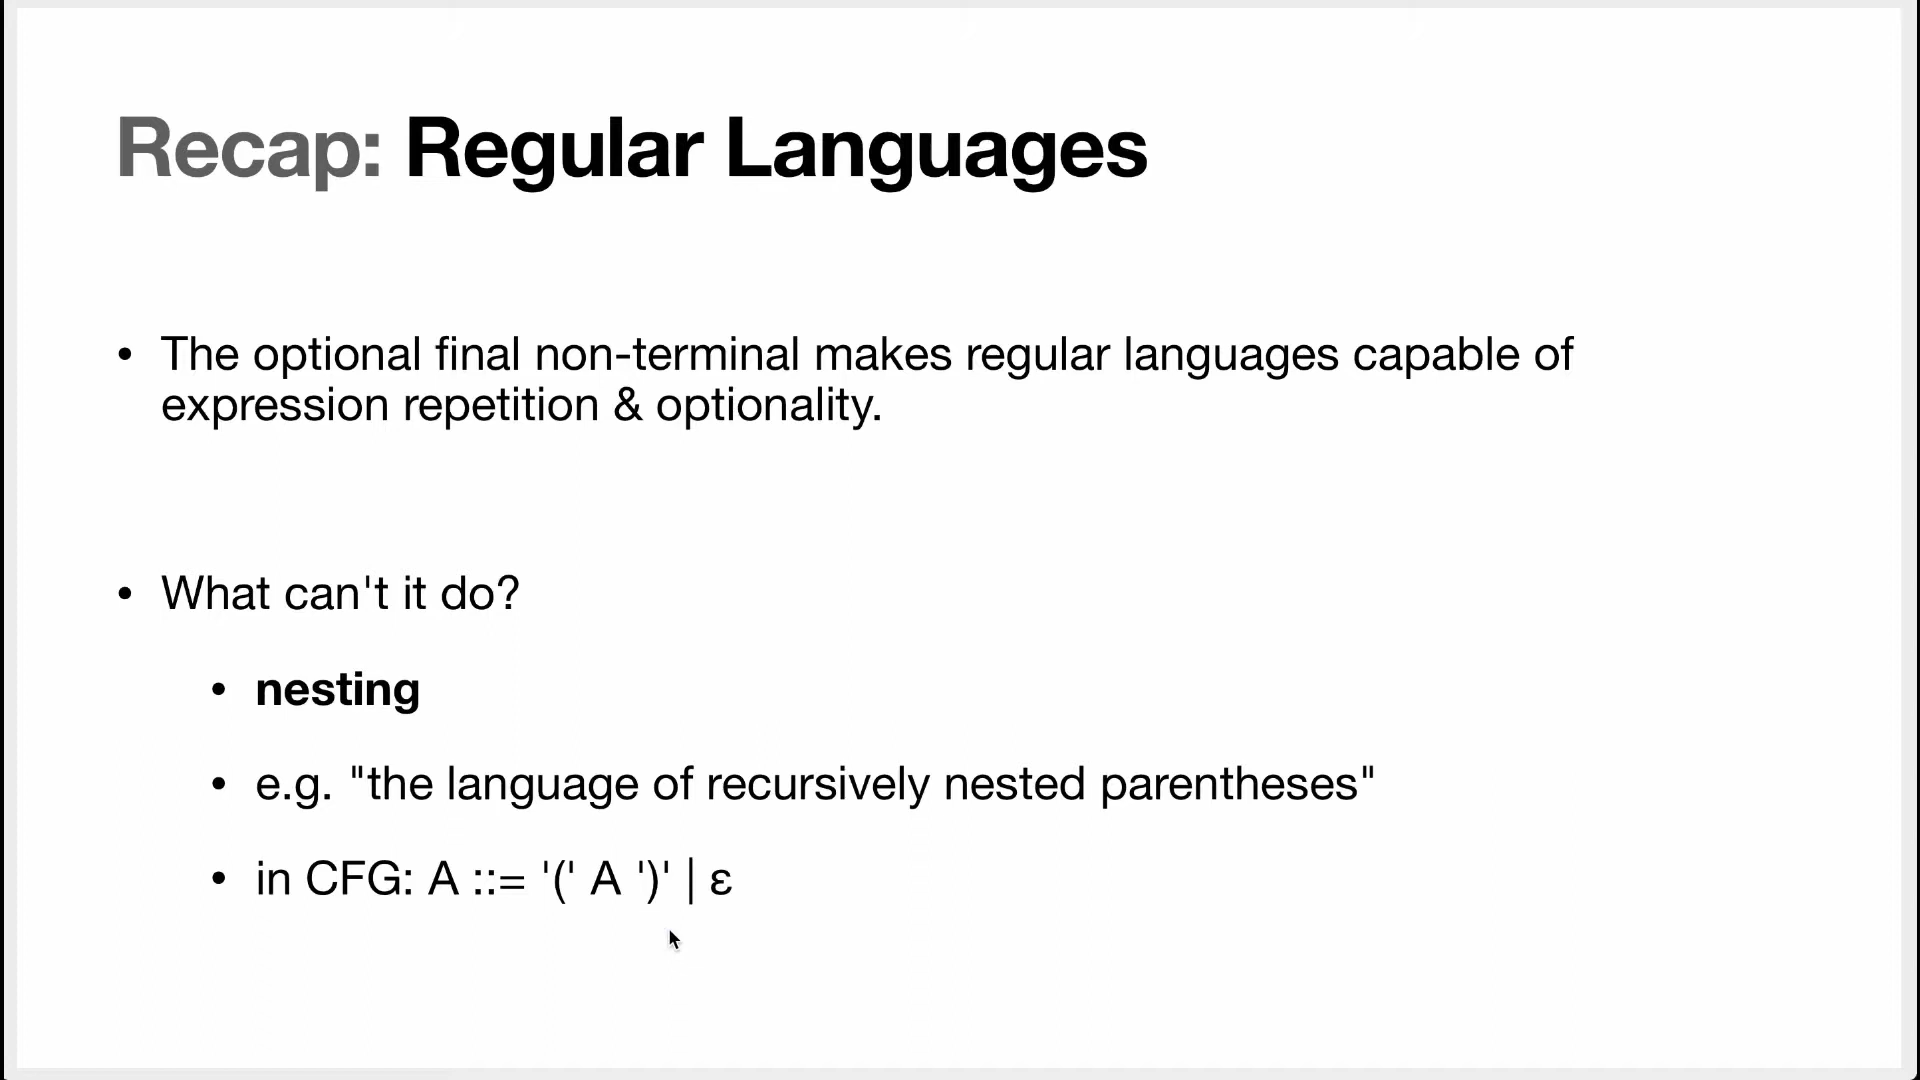 Recap: Regular Languages
• The optional final non-terminal makes regular languages capable of
expression repetition & optionality.
• What can't it do?
• nesting
• e.g. "the language of recursively nested parentheses"
• in CFG: A ::= '(' A ')' | ε